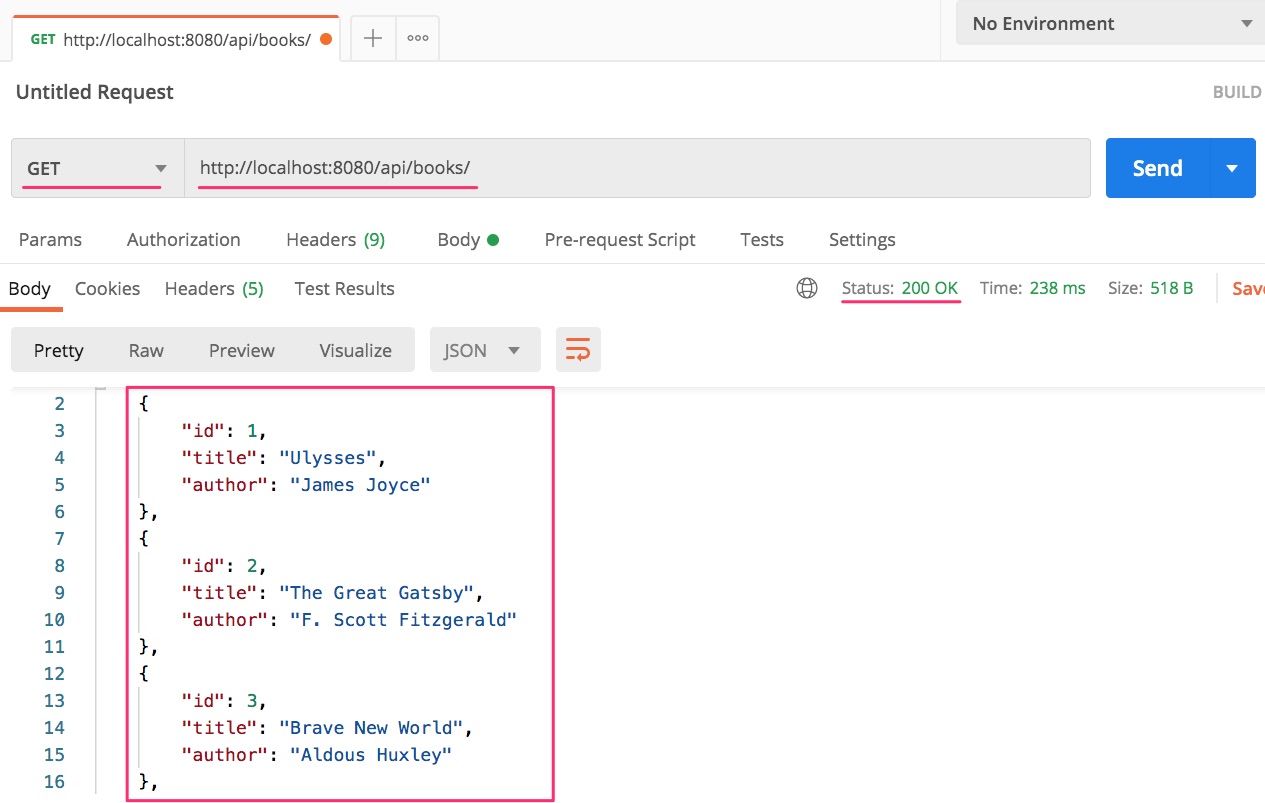 GET http://localhost:8080/api/books/
No Environment
Untitled Request
BUILD
GET http://localhost:8080/api/books/ Send
Params Authorization Headers (9) Body Pre-request Script Tests Settings
Body Cookies Headers (5) Test Results Status: 200 OK Time: 238 ms Size: 518 B Save
Pretty Raw Preview Visualize JSON
2 {
3 "id": 1,
4 "title": "Ulysses",
5 "author": "James Joyce"
6 },
7 {
8 "id": 2,
9 "title": "The Great Gatsby",
10 "author": "F. Scott Fitzgerald"
11 },
12 {
13 "id": 3,
14 "title": "Brave New World",
15 "author": "Aldous Huxley"
16 },